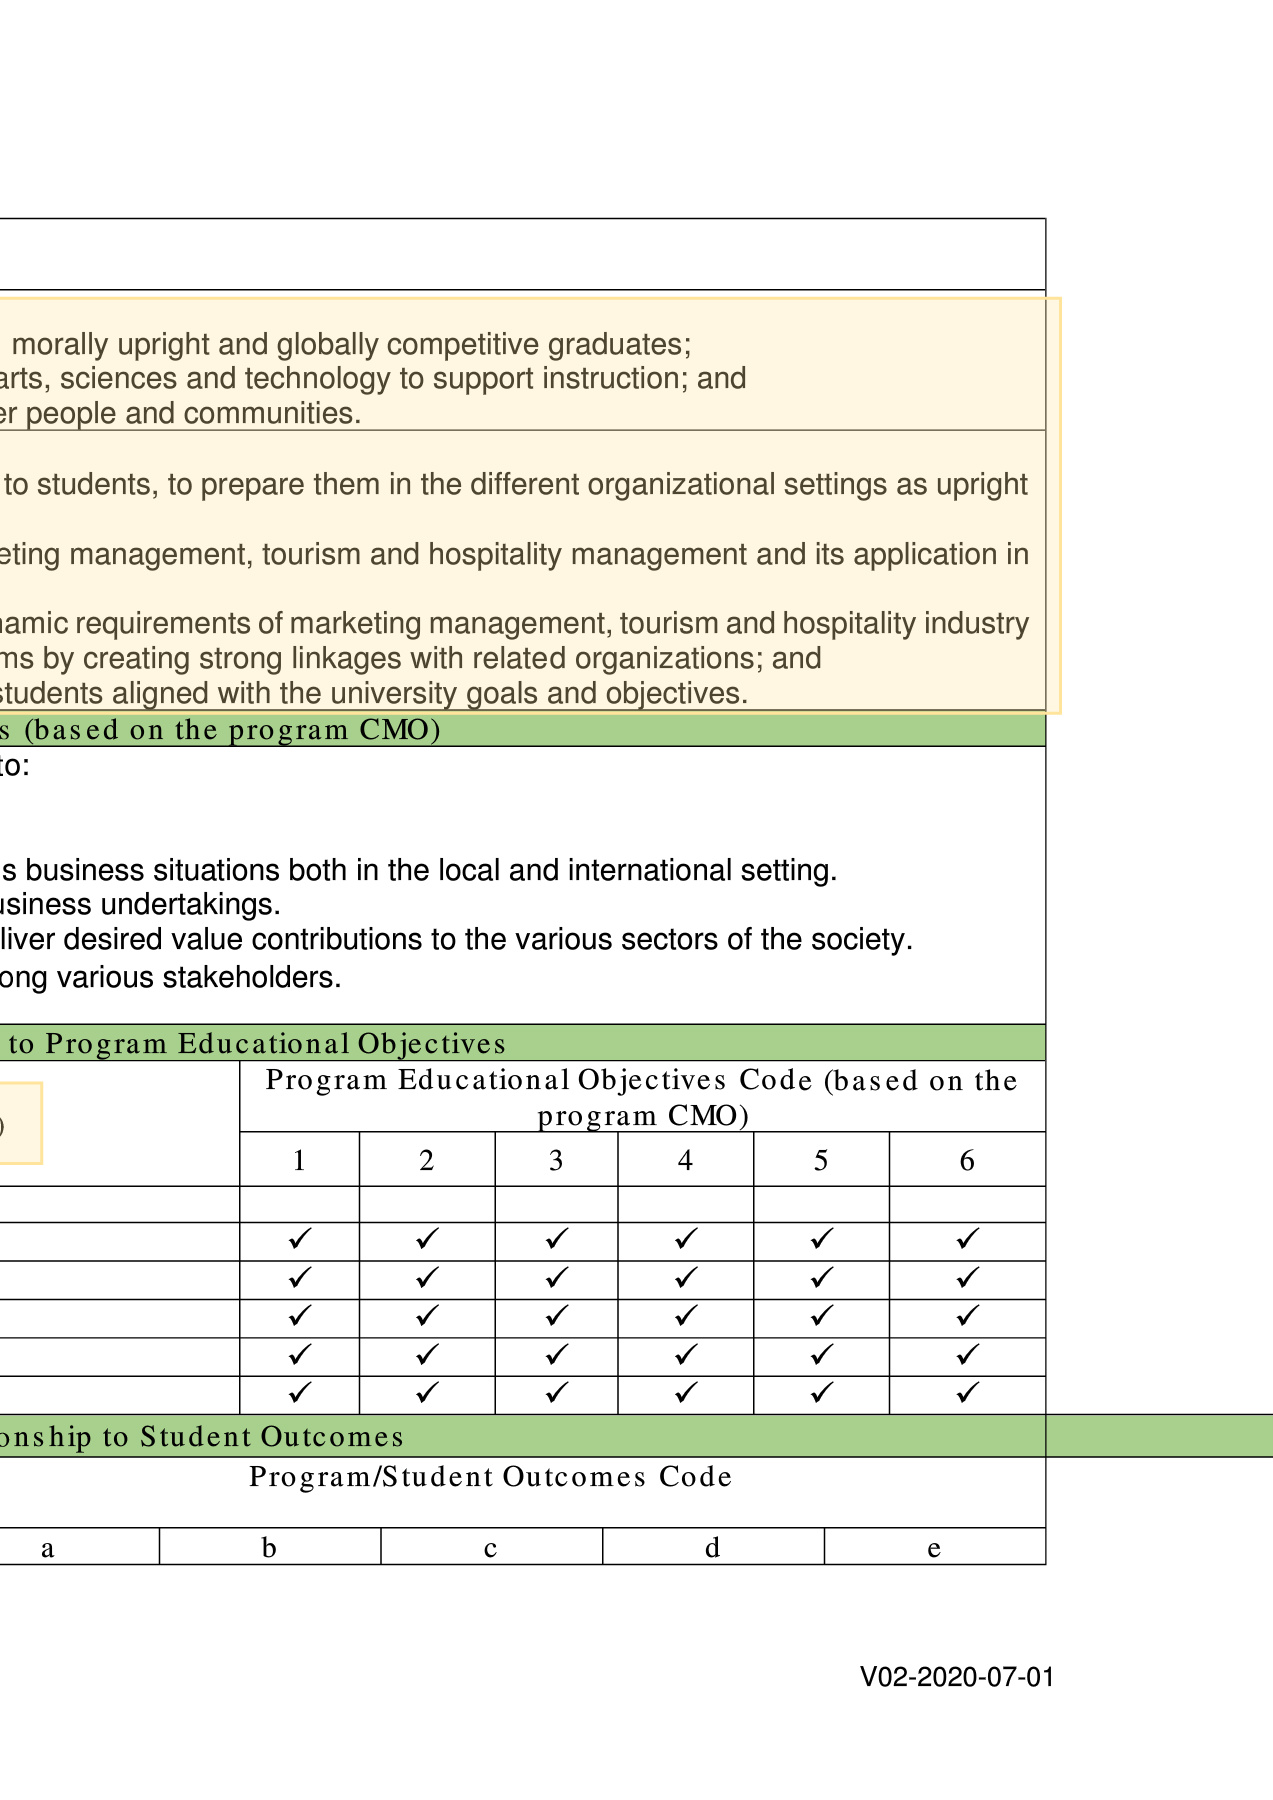 morally upright and globally competitive graduates;
arts, sciences and technology to support instruction; and
er people and communities.
to students, to prepare them in the different organizational settings as upright
eting management, tourism and hospitality management and its application in
namic requirements of marketing management, tourism and hospitality industry
ms by creating strong linkages with related organizations; and
students aligned with the university goals and objectives.
s (based on the program CMO)
to:
s business situations both in the local and international setting.
usiness undertakings.
liver desired value contributions to the various sectors of the society.
ong various stakeholders.
to Program Educational Objectives
Program Educational Objectives Code (based on the
program CMO)
)
1 2 3 4 5 6
✓ ✓ ✓ ✓ ✓ ✓
✓ ✓ ✓ ✓ ✓ ✓
✓ ✓ ✓ ✓ ✓ ✓
✓ ✓ ✓ ✓ ✓ ✓
✓ ✓ ✓ ✓ ✓ ✓
onship to Student Outcomes
Program/Student Outcomes Code
a b c d e
V02-2020-07-01